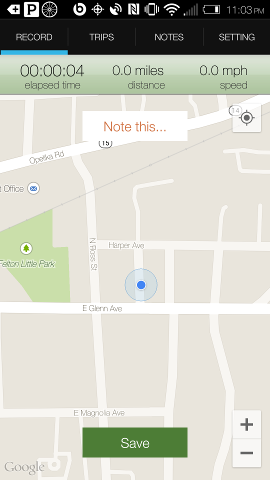 11:03 PM
RECORD TRIPS NOTES SETTING
00:00:04 0.0 miles 0.0 mph
elapsed time distance speed
Note this...
14
15
Opelika Rd
t Office
N Ross St
Harper Ave
Felton Little Park
E Glenn Ave
E Magnolia Ave
Save
Google